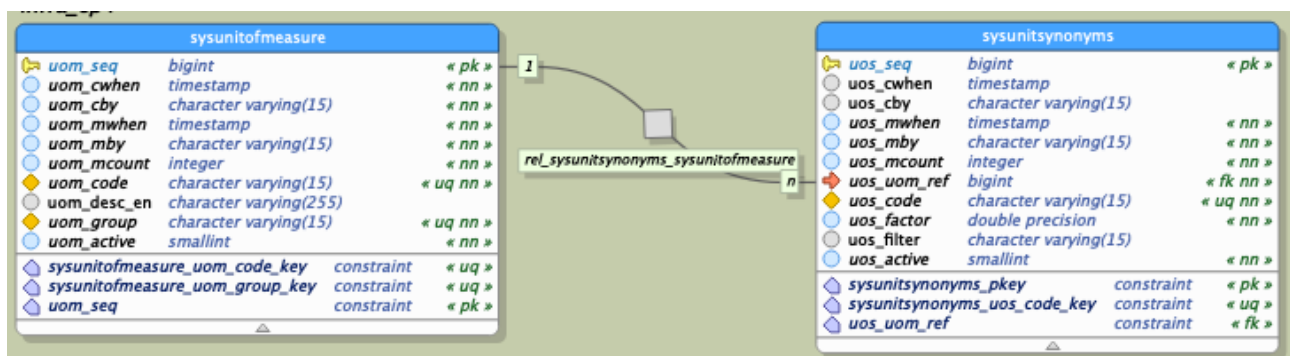 sysunitofmeasure
uom_seq bigint « pk »
uom_cwhen timestamp « nn »
uom_cby character varying(15) « nn »
uom_mwhen timestamp « nn »
uom_mby character varying(15) « nn »
uom_mcount integer « nn »
uom_code character varying(15) « uq nn »
uom_desc_en character varying(255)
uom_group character varying(15) « uq nn »
uom_active smallint « nn »
sysunitofmeasure_uom_code_key constraint « uq »
sysunitofmeasure_uom_group_key constraint « uq »
uom_seq constraint « pk »
1
rel_sysunitsynonyms_sysunitofmeasure
n
sysunitsynonyms
uos_seq bigint « pk »
uos_cwhen timestamp
uos_cby character varying(15)
uos_mwhen timestamp « nn »
uos_mby character varying(15) « nn »
uos_mcount integer « nn »
uos_uom_ref bigint « fk nn »
uos_code character varying(15) « uq nn »
uos_factor double precision « nn »
uos_filter character varying(15)
uos_active smallint « nn »
sysunitsynonyms_pkey constraint « pk »
sysunitsynonyms_uos_code_key constraint « uq »
uos_uom_ref constraint « fk »